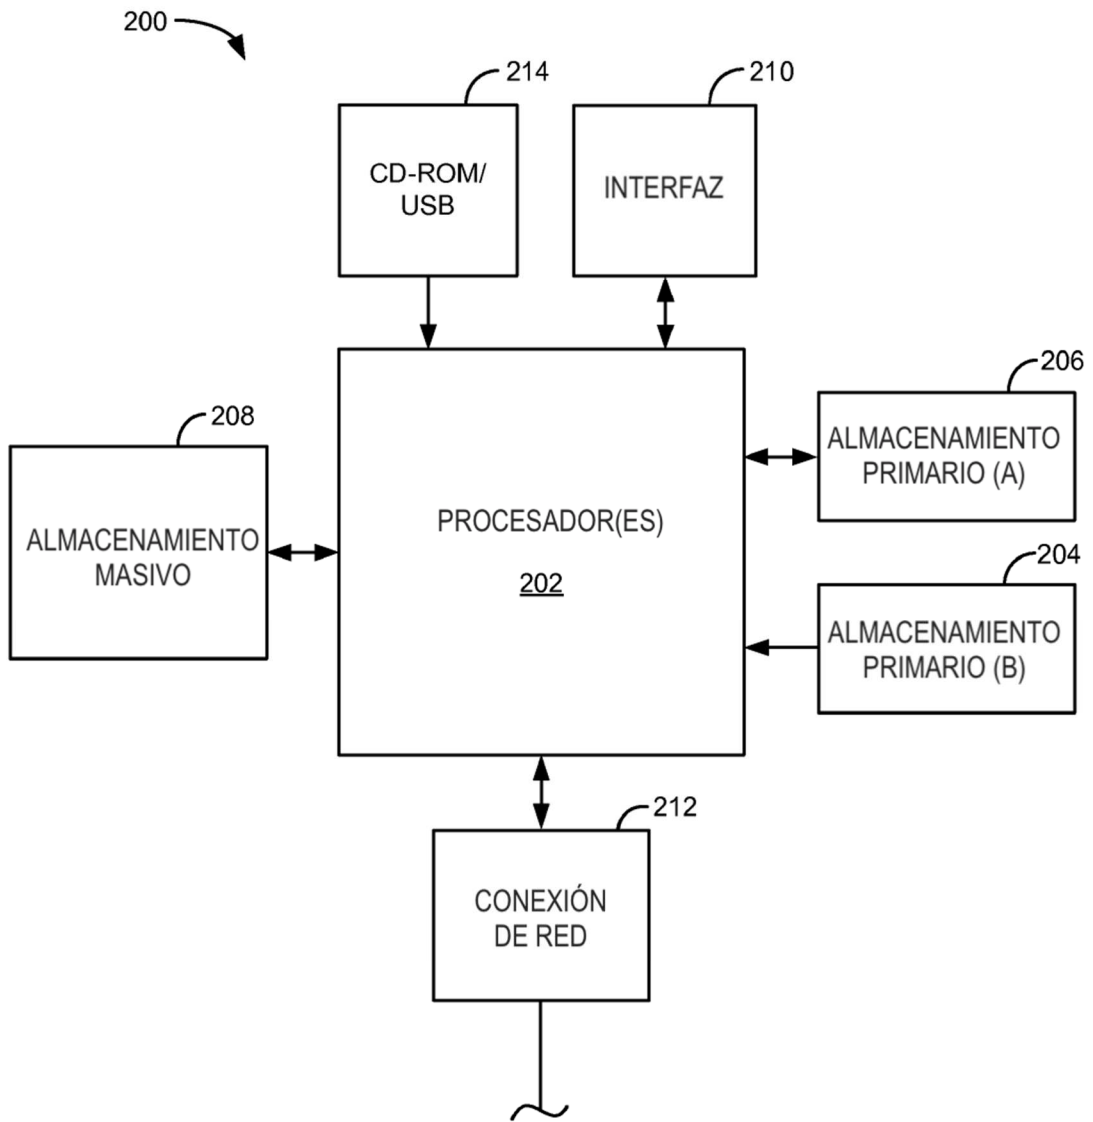 200
214
210
CD-ROM/
USB
INTERFAZ
206
ALMACENAMIENTO
PRIMARIO (A)
208
ALMACENAMIENTO
MASIVO
PROCESADOR(ES)
202
204
ALMACENAMIENTO
PRIMARIO (B)
212
CONEXIÓN
DE RED